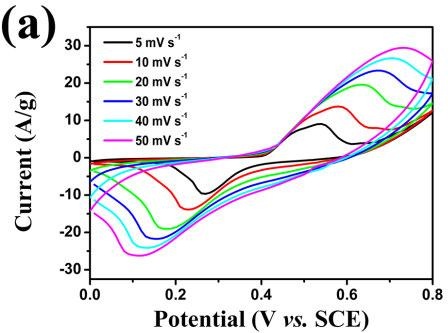 (a)
5 mV s⁻¹
10 mV s⁻¹
20 mV s⁻¹
30 mV s⁻¹
40 mV s⁻¹
50 mV s⁻¹
Current (A/g)
30
20
10
0
-10
-20
-30
0.0 0.2 0.4 0.6 0.8
Potential (V vs. SCE)